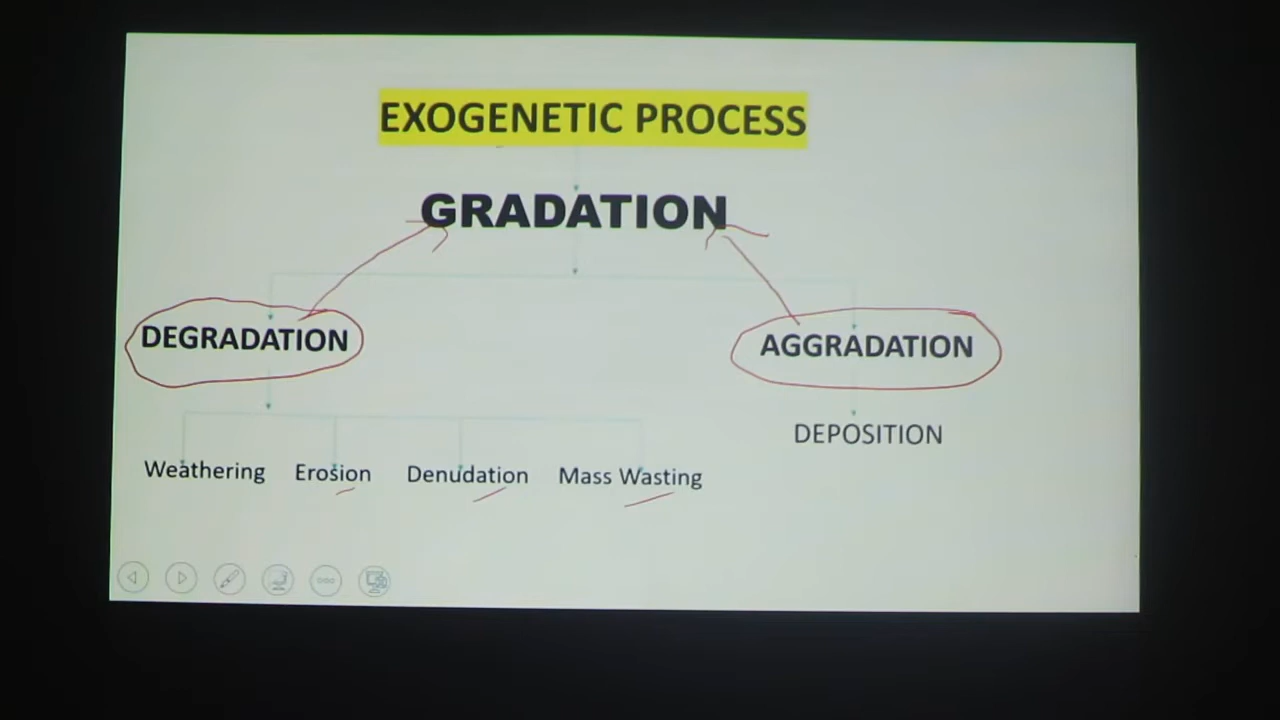 EXOGENETIC PROCESS
GRADATION
DEGRADATION
AGGRADATION
DEPOSITION
Weathering Erosion Denudation Mass Wasting